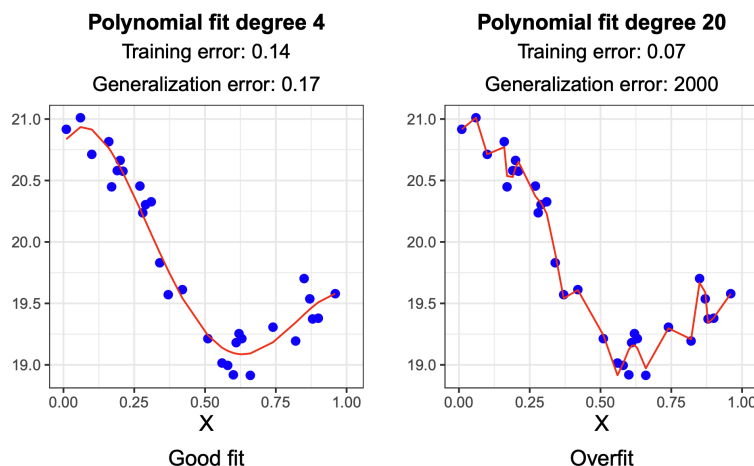 Polynomial fit degree 4
Training error: 0.14
Generalization error: 0.17
21.0
20.5
20.0
19.5
19.0
0.00 0.25 0.50 0.75 1.00
X
Good fit
Polynomial fit degree 20
Training error: 0.07
Generalization error: 2000
21.0
20.5
20.0
19.5
19.0
0.00 0.25 0.50 0.75 1.00
X
Overfit